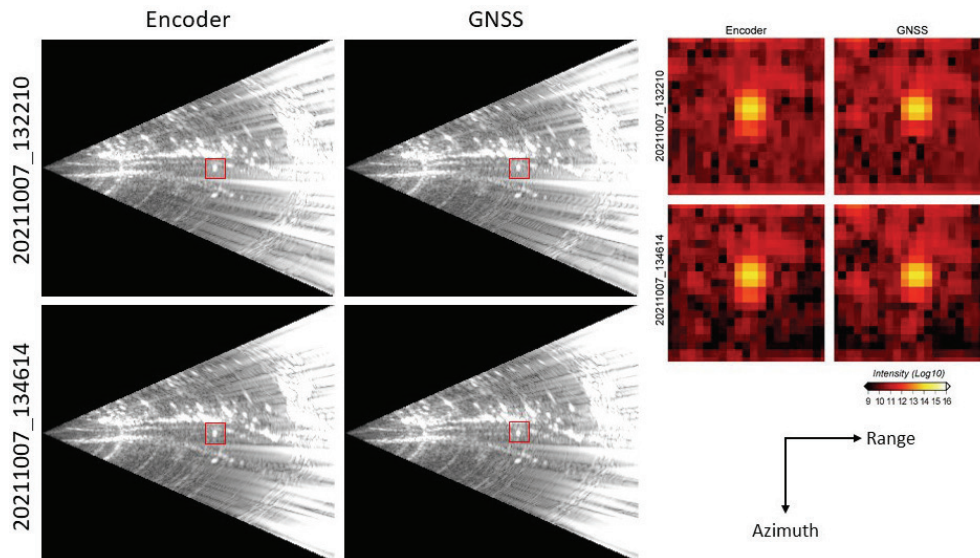 Encoder
GNSS
20211007_132210
20211007_134614
Encoder
GNSS
20211007_132210
20211007_134614
Intensity (Log10)
9 10 11 12 13 14 15 16
Range
Azimuth